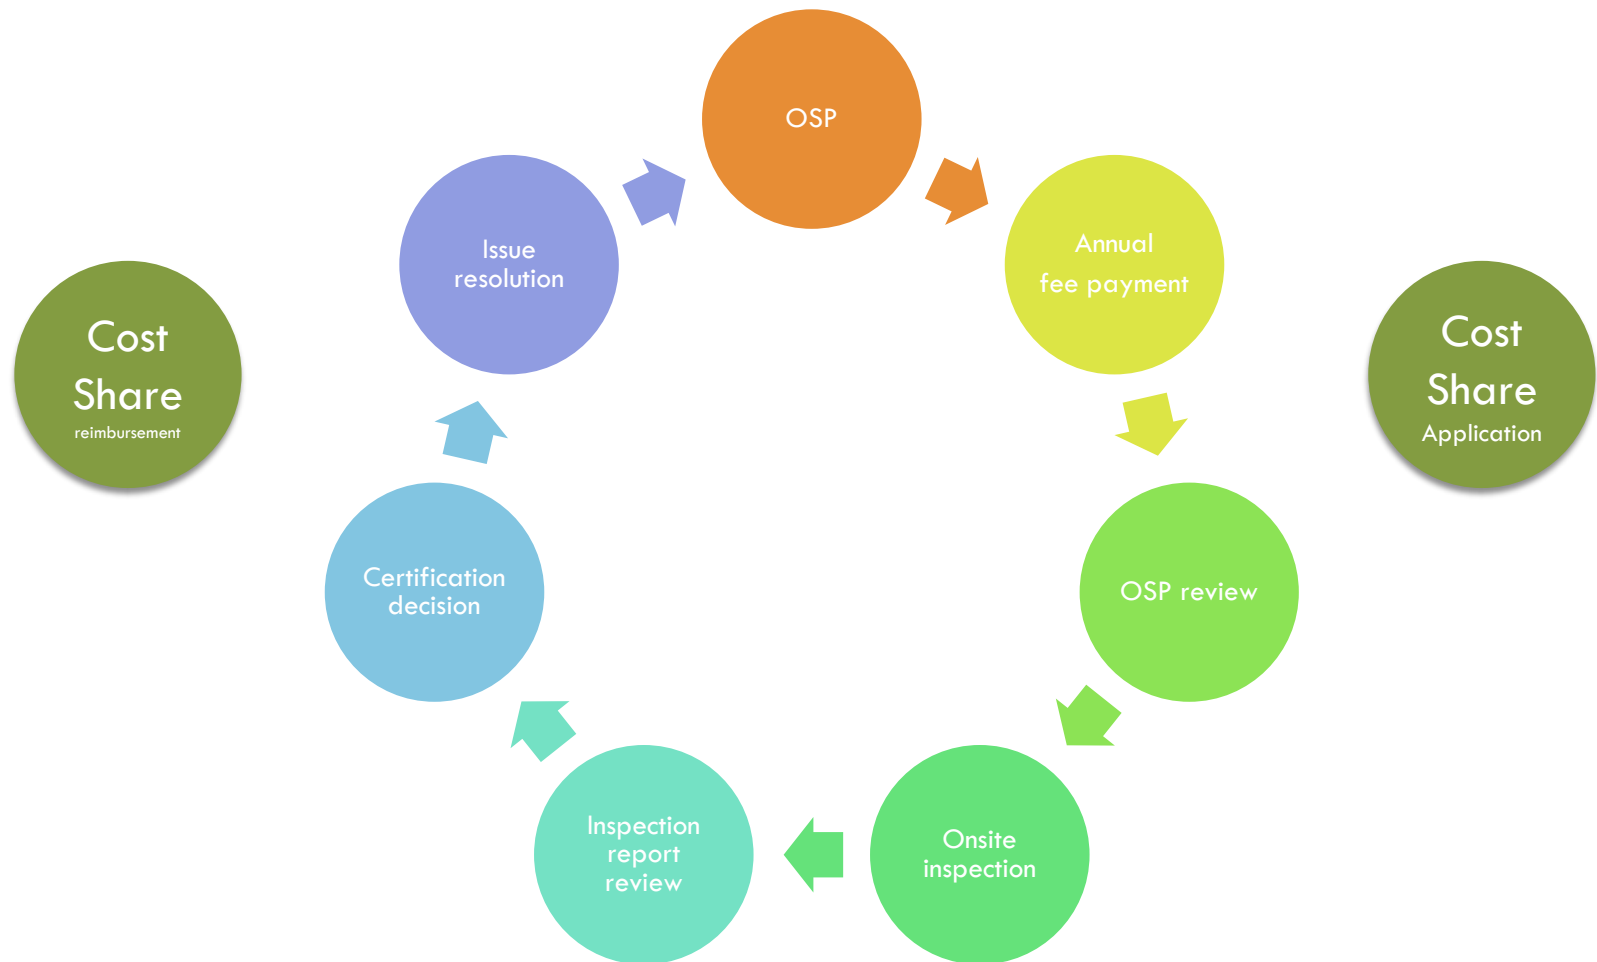 OSP
Annual
fee payment
OSP review
Onsite
inspection
Inspection
report
review
Certification
decision
Issue
resolution
Cost
Share
reimbursement
Cost
Share
Application